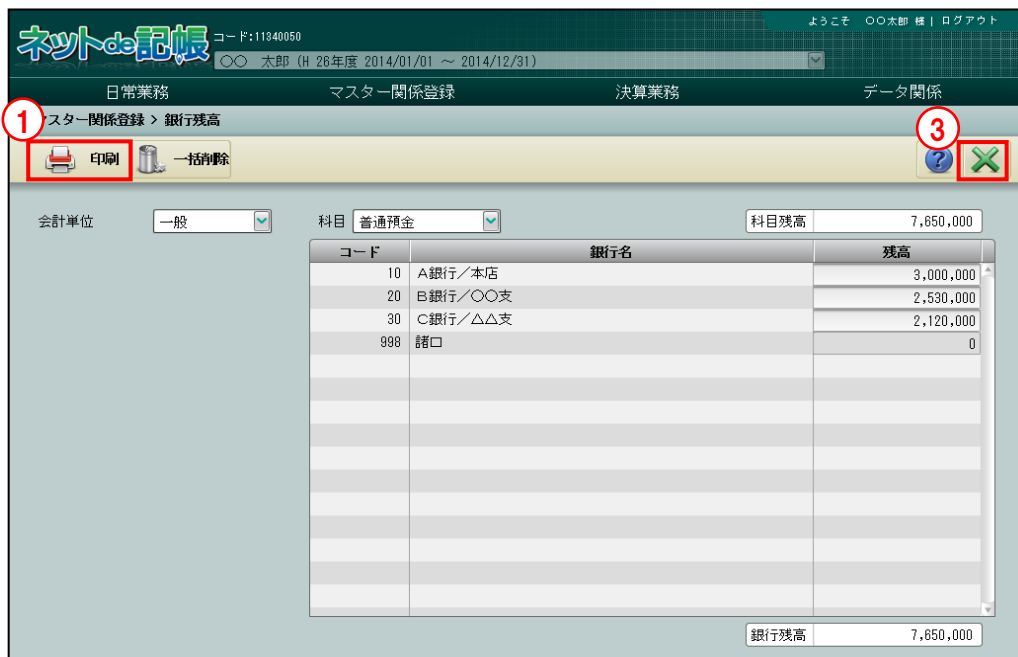 ようこそ 〇〇太郎 様 | ログアウト
ネットde記帳 コード:11340050
〇〇 太郎 (H 26年度 2014/01/01 ～ 2014/12/31)
日常業務 マスター関係登録 決算業務 データ関係
1 マスター関係登録 > 銀行残高 3
印刷 一括削除 ?
会計単位 一般 科目 普通預金 科目残高 7,650,000
コード 銀行名 残高
10 A銀行／本店 3,000,000
20 B銀行／〇〇支 2,530,000
30 C銀行／△△支 2,120,000
998 諸口 0
銀行残高 7,650,000